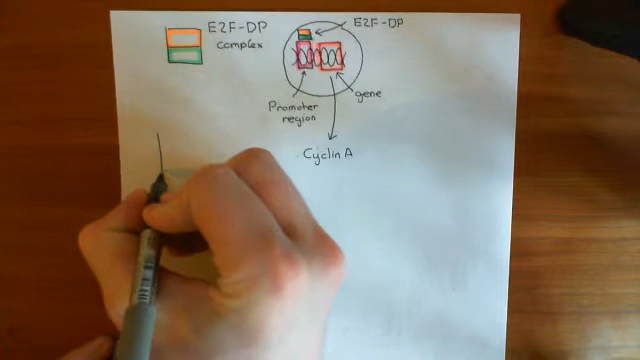 E2F-DP
complex
E2F-DP
Promoter
region
gene
Cyclin A